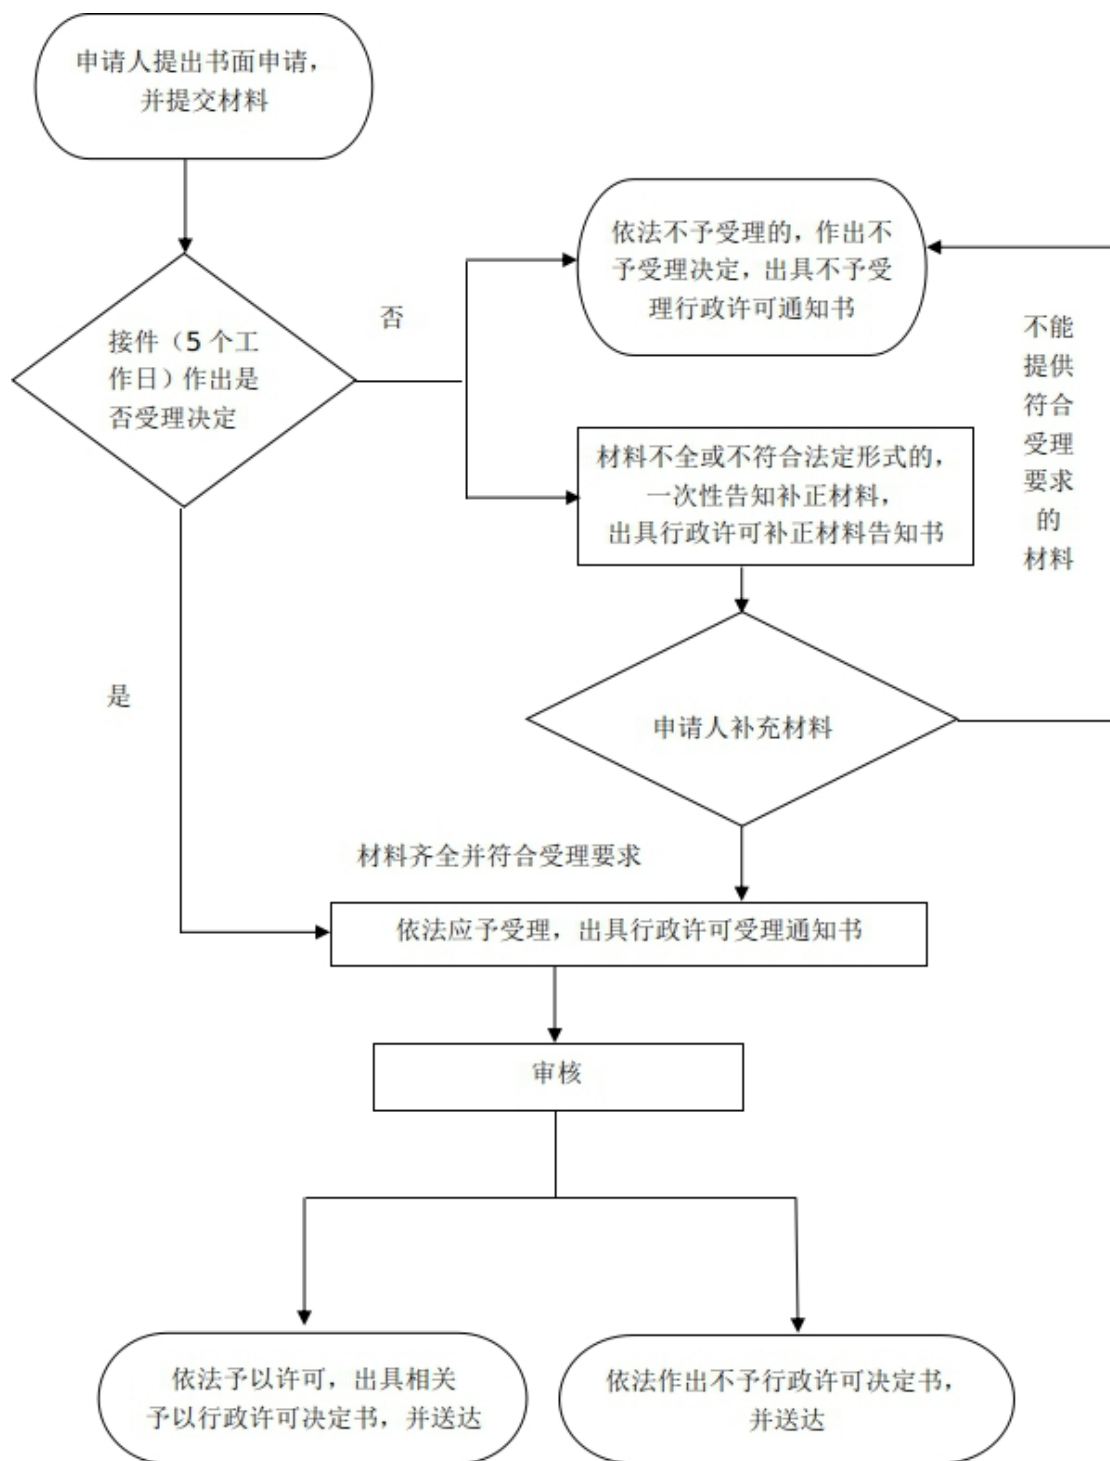 申请人提出书面申请，
并提交材料
依法不予受理的，作出不
予受理决定，出具不予受
理行政许可通知书
否
接件（5个工
作日）作出是
否受理决定
不能
提供
符合
受理
要求
的
材料
材料不全或不符合法定形式的，
一次性告知补正材料，
出具行政许可补正材料告知书
是
申请人补充材料
材料齐全并符合受理要求
依法应予受理，出具行政许可受理通知书
审核
依法予以许可，出具相关
予以行政许可决定书，并送达
依法作出不予行政许可决定书，
并送达